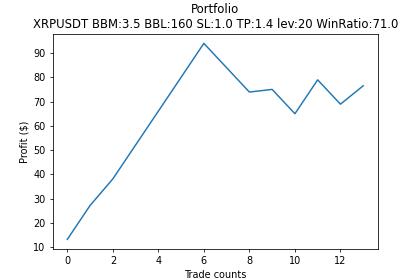 Portfolio
XRPUSDT BBM:3.5 BBL:160 SL:1.0 TP:1.4 lev:20 WinRatio:71.0
90
80
70
60
50
40
30
20
10
Profit ($)
0 2 4 6 8 10 12
Trade counts